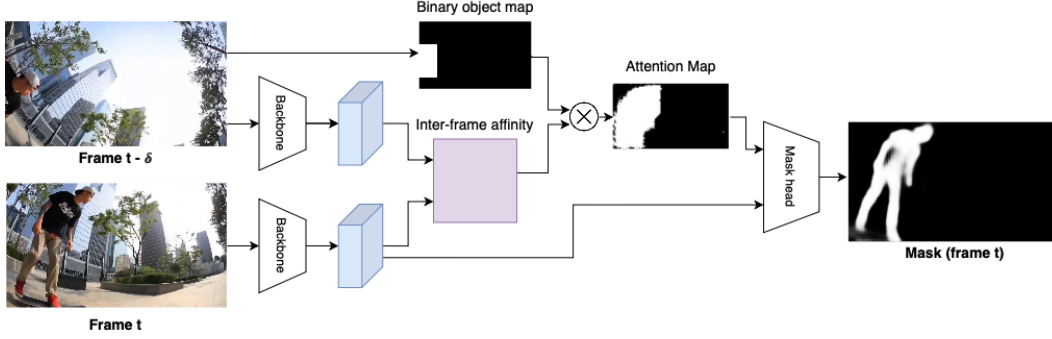 Binary object map
Backbone
Frame t - δ
Inter-frame affinity
Attention Map
Backbone
Mask head
Mask (frame t)
Frame t